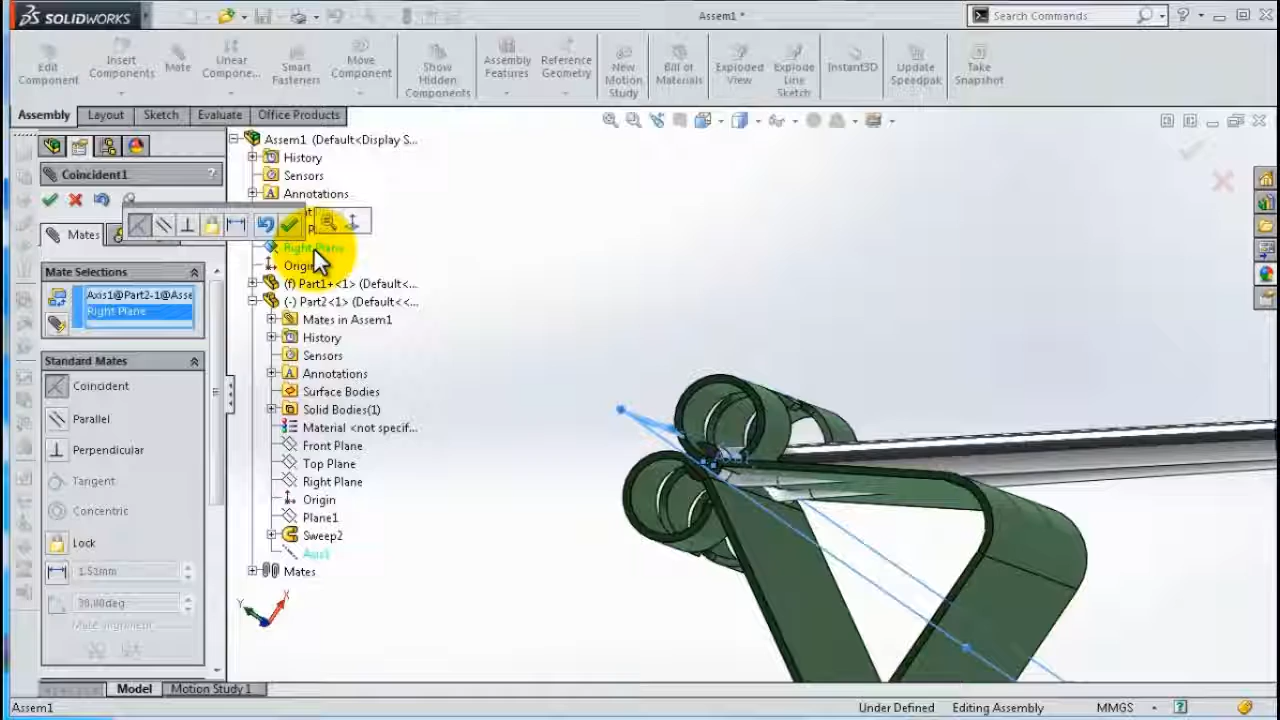 SOLIDWORKS
Assem1 *
Search Commands
Edit Component
Insert Components
Mate
Linear Compone...
Smart Fasteners
Move Component
Show Hidden Components
Assembly Features
Reference Geometry
New Motion Study
Bill of Materials
Exploded View
Explode Line Sketch
Instant3D
Update Speedpak
Take Snapshot
Assembly
Layout
Sketch
Evaluate
Office Products
Coincident1
?
Mates
Mate Selections
Axis1@Part2-1@Asse
Right Plane
Standard Mates
Coincident
Parallel
Perpendicular
Tangent
Concentric
Lock
1.51mm
30.00deg
Mate alignment:
Assem1 (Default<Display S...
History
Sensors
Annotations
Right Plane
Origin
(f) Part1+<1> (Default<...
(-) Part2<1> (Default<<...
Mates in Assem1
History
Sensors
Annotations
Surface Bodies
Solid Bodies(1)
Material <not specif...
Front Plane
Top Plane
Right Plane
Origin
Plane1
Sweep2
Axis1
Mates
Y
X
Model
Motion Study 1
Assem1
Under Defined
Editing Assembly
MMGS